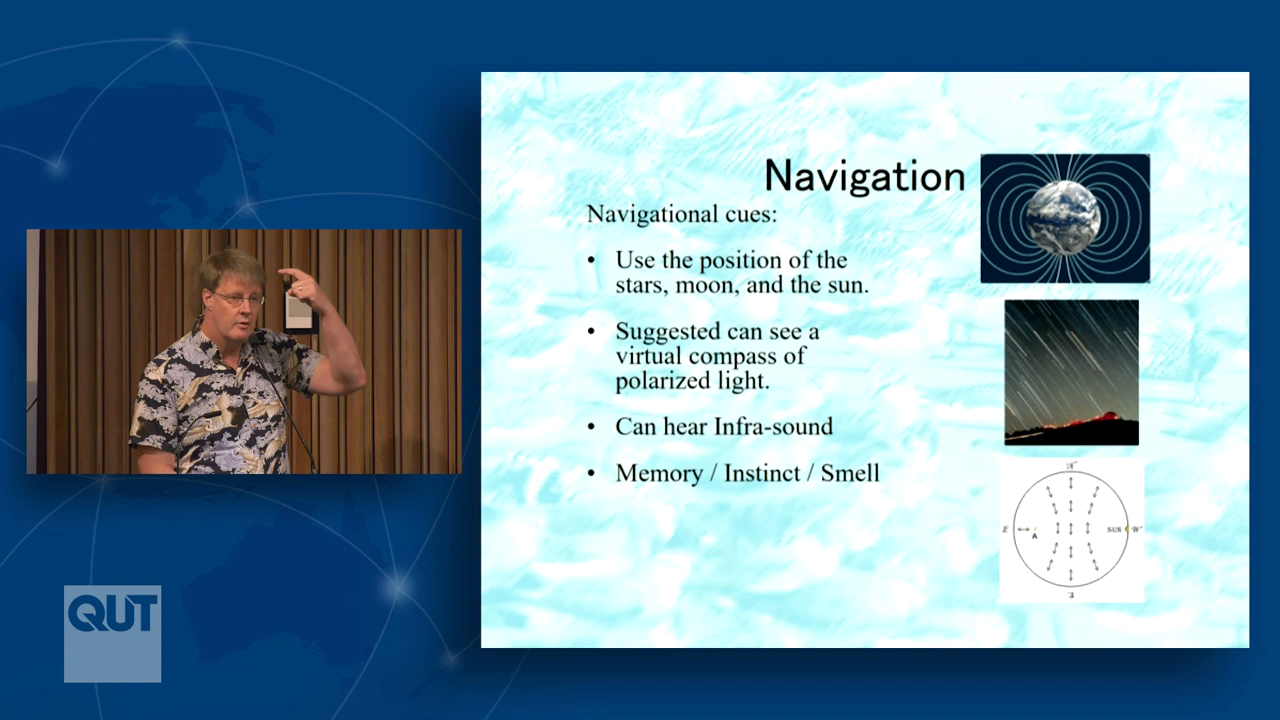 Navigation
Navigational cues:
• Use the position of the
stars, moon, and the sun.
• Suggested can see a
virtual compass of
polarized light.
• Can hear Infra-sound
• Memory / Instinct / Smell
N
E
A
SUN
W
QUT